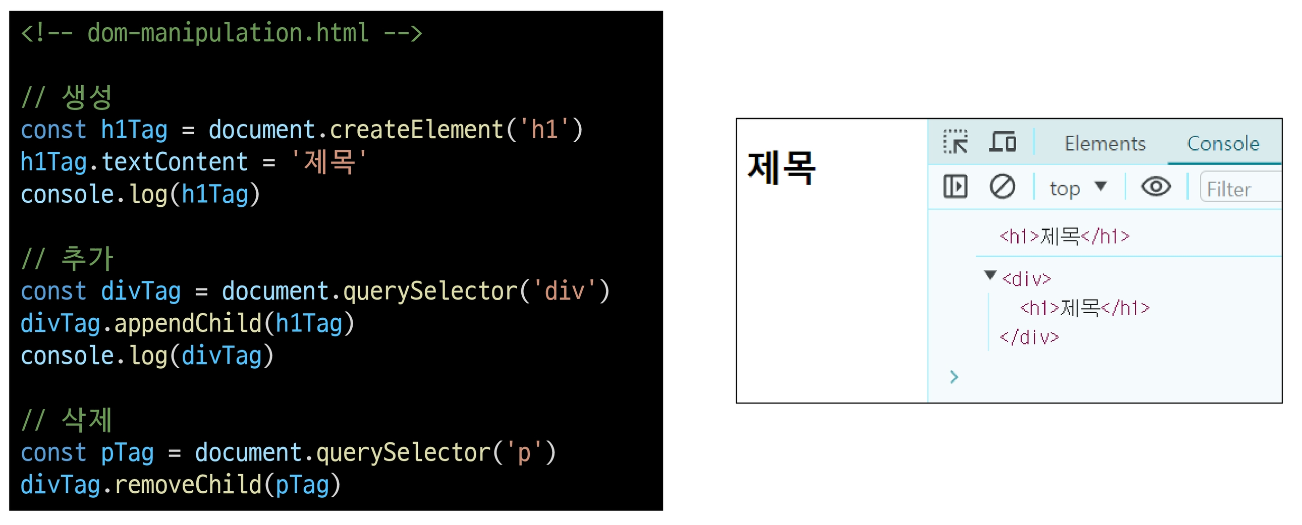 <!-- dom-manipulation.html -->
// 생성
const h1Tag = document.createElement('h1')
h1Tag.textContent = '제목'
console.log(h1Tag)
// 추가
const divTag = document.querySelector('div')
divTag.appendChild(h1Tag)
console.log(divTag)
// 삭제
const pTag = document.querySelector('p')
divTag.removeChild(pTag)
제목
Elements Console
top ▼ Filter
<h1>제목</h1>
▼ <div>
<h1>제목</h1>
</div>
>